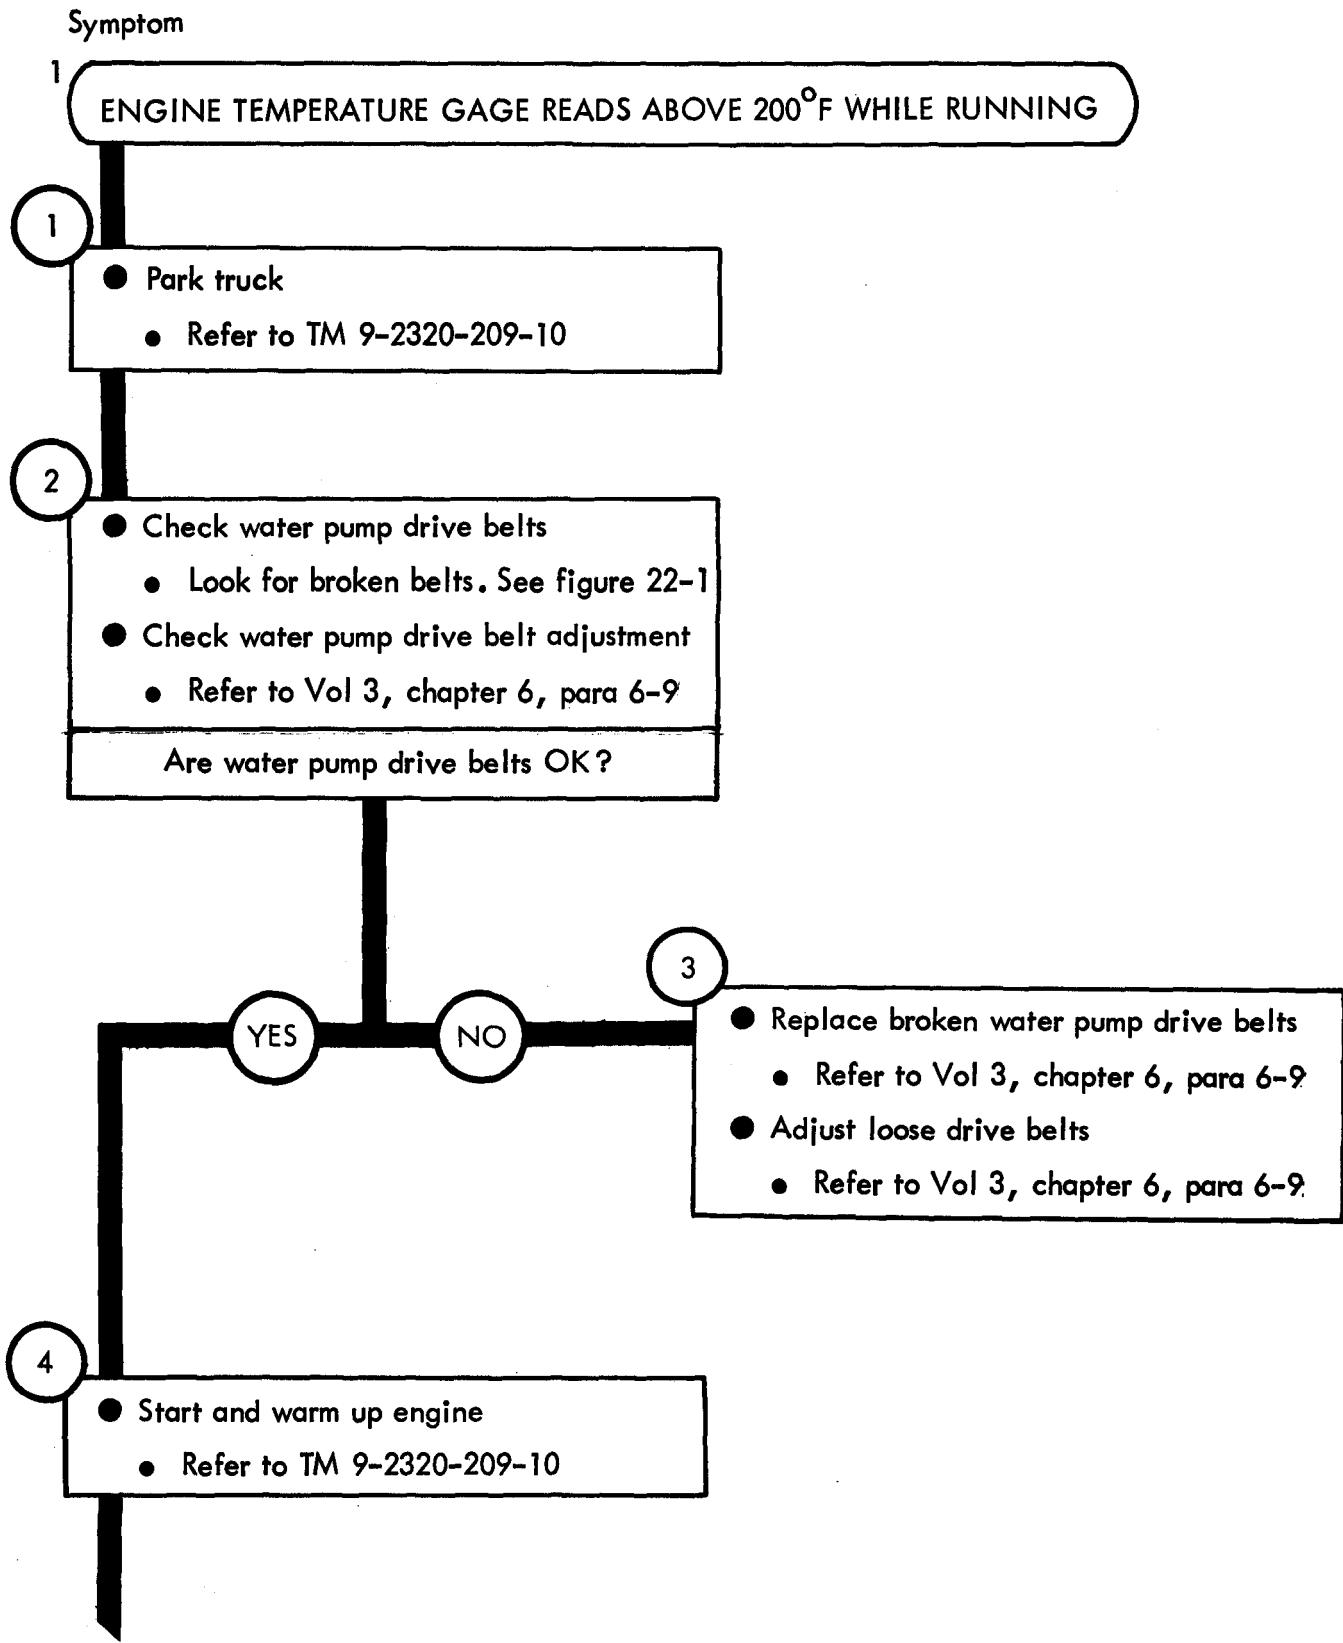 Symptom
1
ENGINE TEMPERATURE GAGE READS ABOVE 200°F WHILE RUNNING
1
● Park truck
● Refer to TM 9-2320-209-10
2
● Check water pump drive belts
● Look for broken belts. See figure 22-1
● Check water pump drive belt adjustment
● Refer to Vol 3, chapter 6, para 6-9
Are water pump drive belts OK?
YES
NO
3
● Replace broken water pump drive belts
● Refer to Vol 3, chapter 6, para 6-9
● Adjust loose drive belts
● Refer to Vol 3, chapter 6, para 6-9
4
● Start and warm up engine
● Refer to TM 9-2320-209-10